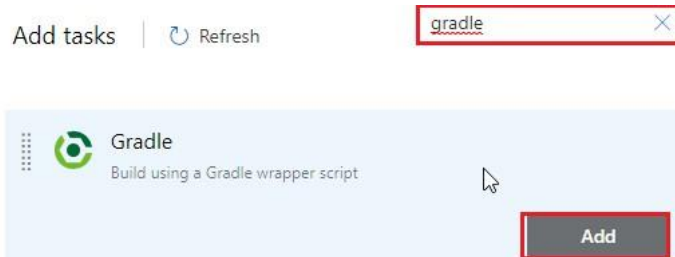 Add tasks Refresh gradle
Gradle
Build using a Gradle wrapper script
Add